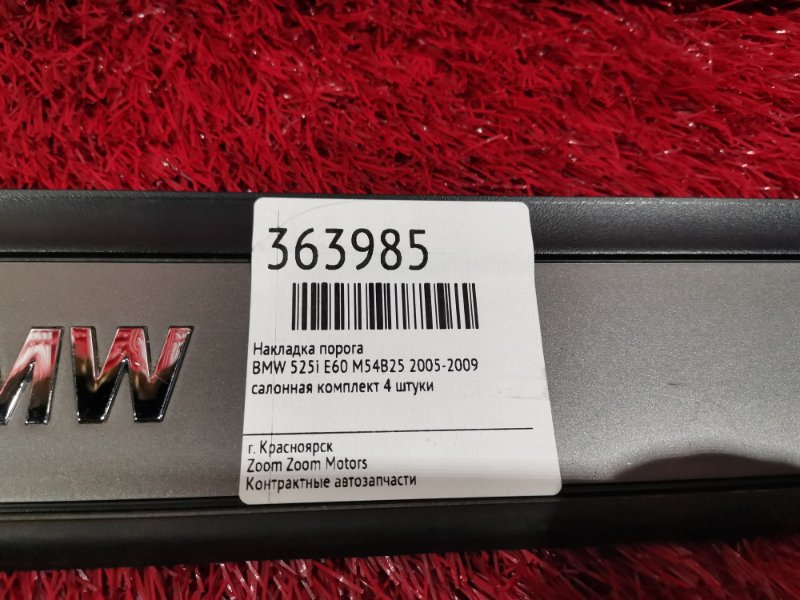 363985
Накладка порога
BMW 525i E60 M54B25 2005-2009
салонная комплект 4 штуки
г. Красноярск
Zoom Zoom Motors
Контрактные автозапчасти
MW